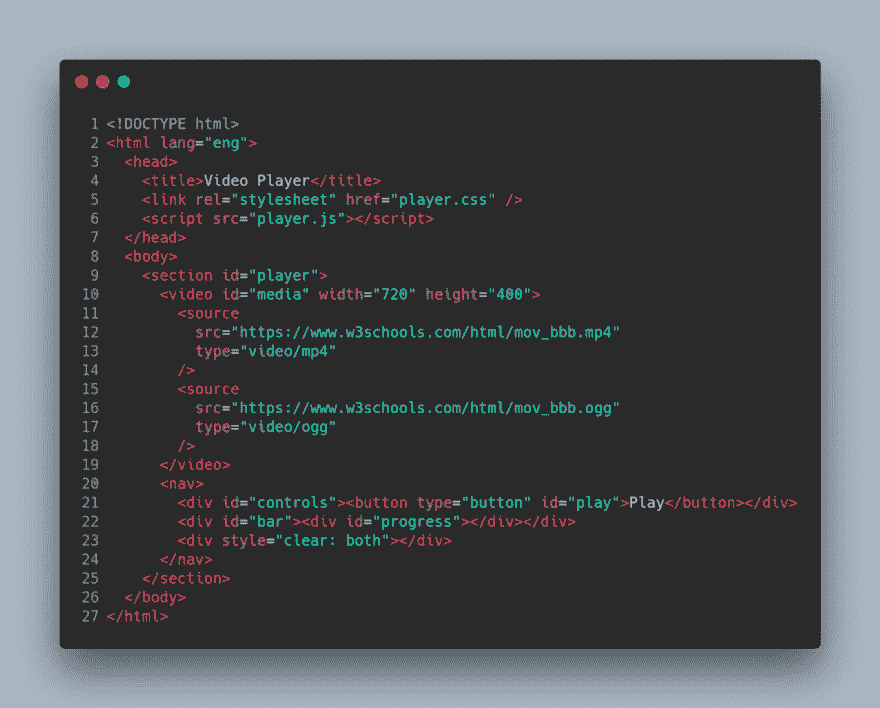 1 <!DOCTYPE html>
2 <html lang="eng">
3   <head>
4     <title>Video Player</title>
5     <link rel="stylesheet" href="player.css" />
6     <script src="player.js"></script>
7   </head>
8   <body>
9     <section id="player">
10       <video id="media" width="720" height="400">
11         <source
12           src="https://www.w3schools.com/html/mov_bbb.mp4"
13           type="video/mp4"
14         />
15         <source
16           src="https://www.w3schools.com/html/mov_bbb.ogg"
17           type="video/ogg"
18         />
19       </video>
20       <nav>
21         <div id="controls"><button type="button" id="play">Play</button></div>
22         <div id="bar"><div id="progress"></div></div>
23         <div style="clear: both"></div>
24       </nav>
25     </section>
26   </body>
27 </html>